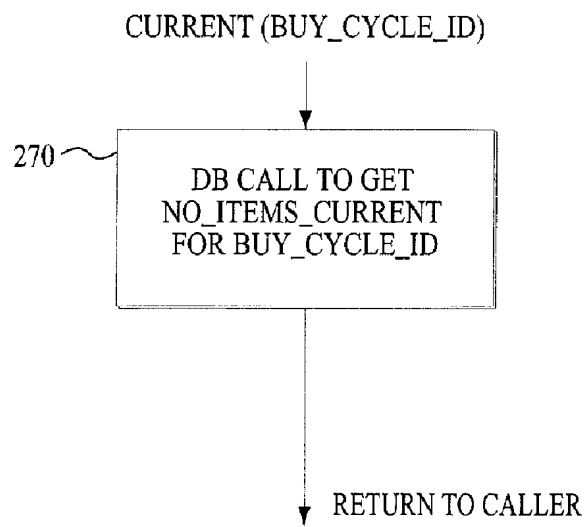 CURRENT (BUY_CYCLE_ID)
270
DB CALL TO GET
NO_ITEMS_CURRENT
FOR BUY_CYCLE_ID
RETURN TO CALLER